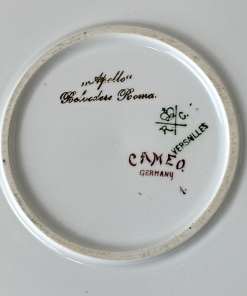 „Apollo“
Belvedere Roma.
R G
VERSAILLES
CAMEO
GERMANY